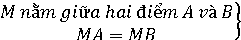 M nằm giữa hai điểm A và B
MA = MB